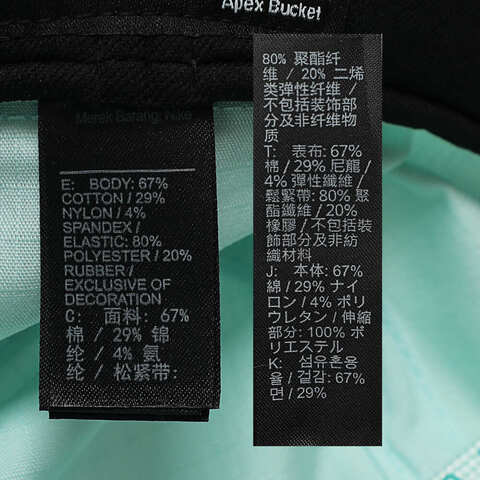 Apex Bucket
Merek Barang: Nike
E: BODY: 67%
COTTON / 29%
NYLON / 4%
SPANDEX /
ELASTIC: 80%
POLYESTER / 20%
RUBBER /
EXCLUSIVE OF
DECORATION
C: 面料: 67%
棉 / 29% 锦
纶 / 4% 氨
纶 / 松紧带:
80% 聚酯纤
维 / 20% 二烯
类弹性纤维 /
不包括装饰部
分及非纤维物
质
T: 表布: 67%
棉 / 29% 尼龍 /
4% 彈性纖維 /
鬆緊帶: 80% 聚
酯纖維 / 20%
橡膠 / 不包括裝
飾部分及非紡
織材料
J: 本体: 67%
綿 / 29% ナイ
ロン / 4% ポリ
ウレタン / 伸縮
部分: 100% ポ
リエステル
K: 섬유혼용
율 / 겉감: 67%
면 / 29%